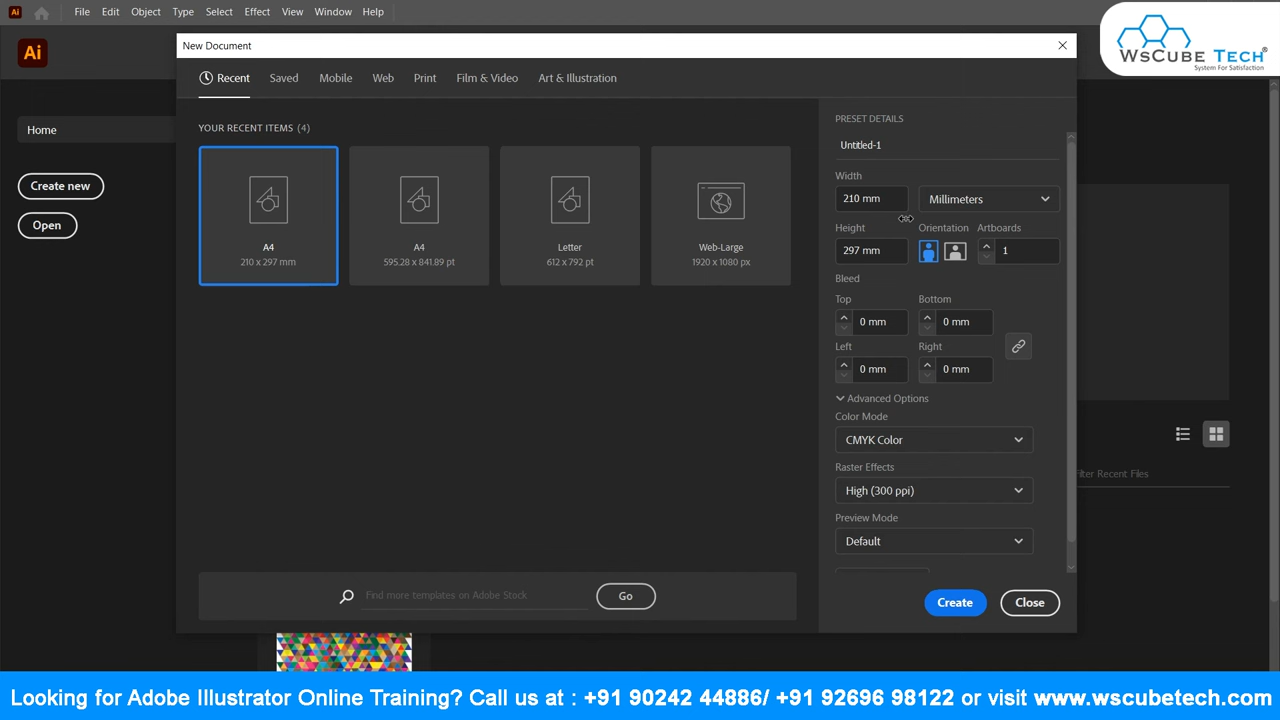 Ai File Edit Object Type Select Effect View Window Help
WsCUBE TECH®
System For Satisfaction
Ai
New Document
Recent Saved Mobile Web Print Film & Video Art & Illustration
Home
Create new
Open
YOUR RECENT ITEMS (4)
A4
210 x 297 mm
A4
595.28 x 841.89 pt
Letter
612 x 792 pt
Web-Large
1920 x 1080 px
PRESET DETAILS
Untitled-1
Width
210 mm Millimeters
Height Orientation Artboards
297 mm 1
Bleed
Top Bottom
0 mm 0 mm
Left Right
0 mm 0 mm
Advanced Options
Color Mode
CMYK Color
Raster Effects
High (300 ppi)
Preview Mode
Default
ilter Recent Files
Find more templates on Adobe Stock Go
Create Close
Looking for Adobe Illustrator Online Training? Call us at : +91 90242 44886/ +91 92696 98122 or visit www.wscubetech.com